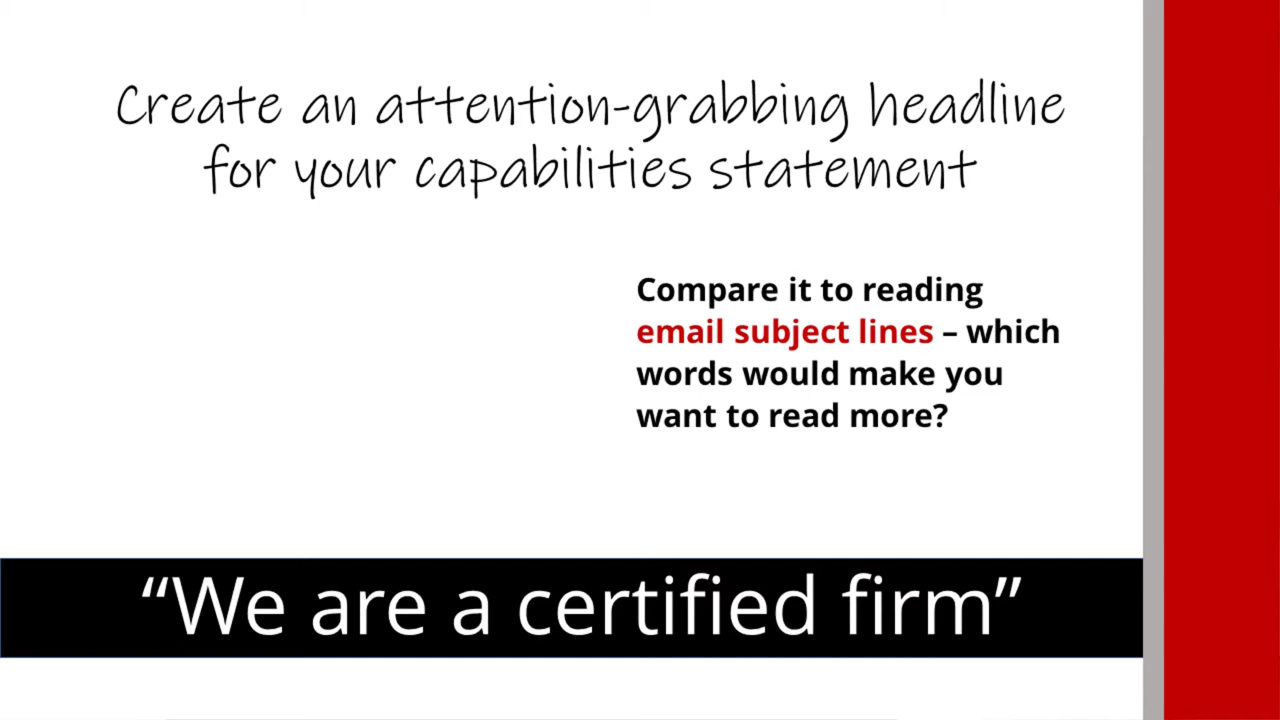 Create an attention-grabbing headline
for your capabilities statement
Compare it to reading
email subject lines – which
words would make you
want to read more?
“We are a certified firm”